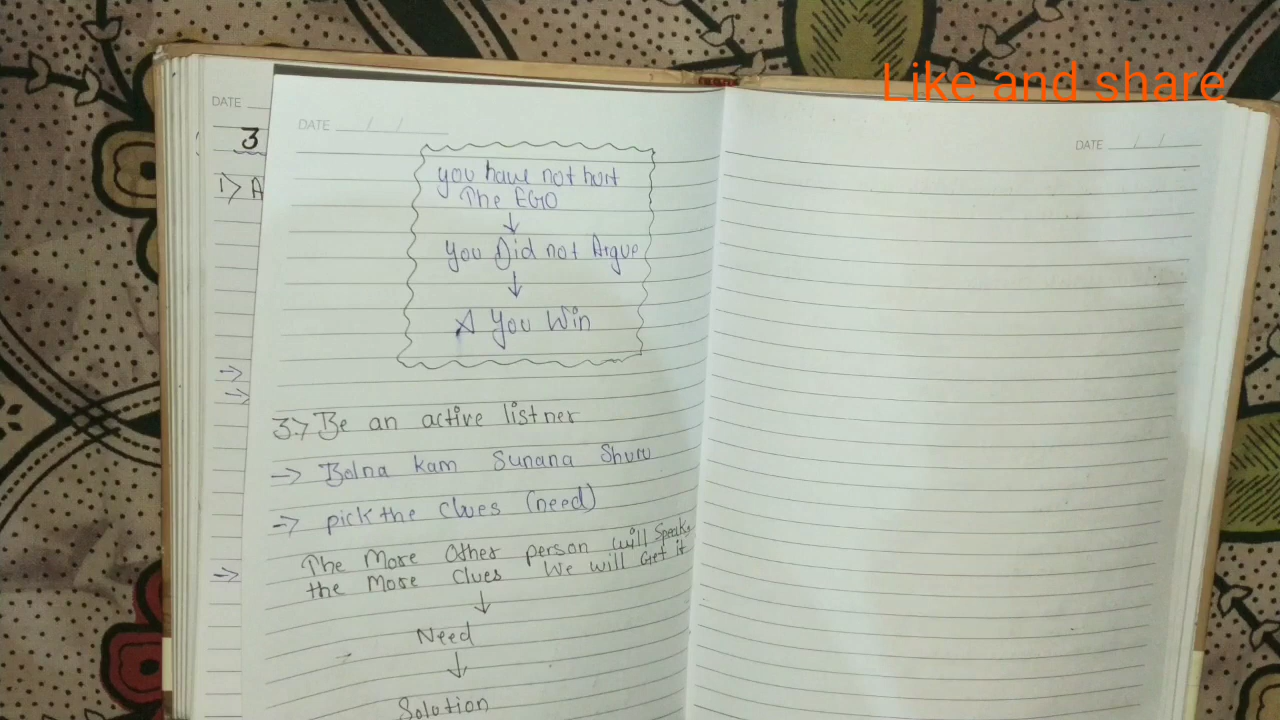 Like and share
DATE
3
1> A
→
→
→
DATE / /
you have not hurt
The EGO
↓
You Did not Argue
↓
A You Win
3.> Be an active listner
→ Bolna kam Sunana Shuru
→ pick the clues (need)
The More Other person will Speak,
the More Clues We will Get it
↓
Need
↓
Solution
DATE / /